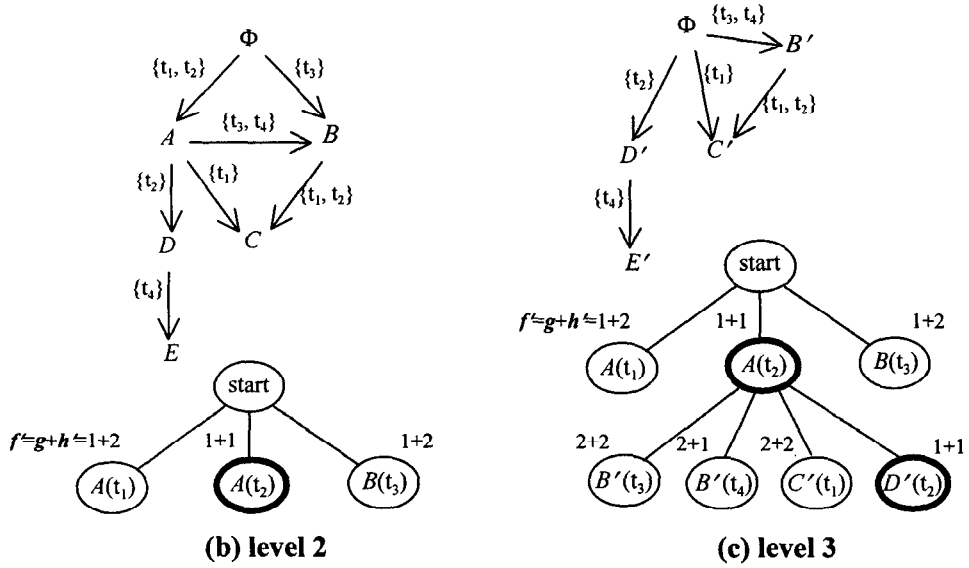 Φ
{t₁, t₂}
{t₃}
A
{t₃, t₄}
B
{t₂}
{t₁}
{t₁, t₂}
D
C
{t₄}
E
start
f'=g+h'=1+2
1+1
1+2
A(t₁)
A(t₂)
B(t₃)
(b) level 2
Φ
{t₃, t₄}
B′
{t₂}
{t₁}
{t₁, t₂}
D′
C′
{t₄}
E′
start
f'=g+h'=1+2
1+1
1+2
A(t₁)
A(t₂)
B(t₃)
2+2
2+1
2+2
1+1
B′(t₃)
B′(t₄)
C′(t₁)
D′(t₂)
(c) level 3